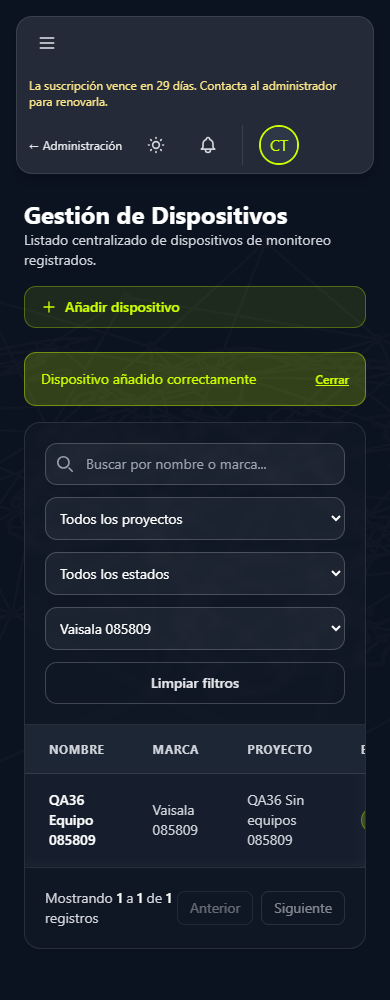 La suscripción vence en 29 días. Contacta al administrador
para renovarla.
← Administración
CT
Gestión de Dispositivos
Listado centralizado de dispositivos de monitoreo
registrados.
+ Añadir dispositivo
Dispositivo añadido correctamente Cerrar
Buscar por nombre o marca...
Todos los proyectos
Todos los estados
Vaisala 085809
Limpiar filtros
NOMBRE MARCA PROYECTO
QA36
Equipo
085809
Vaisala
085809
QA36 Sin
equipos
085809
Mostrando 1 a 1 de 1
registros
Anterior Siguiente